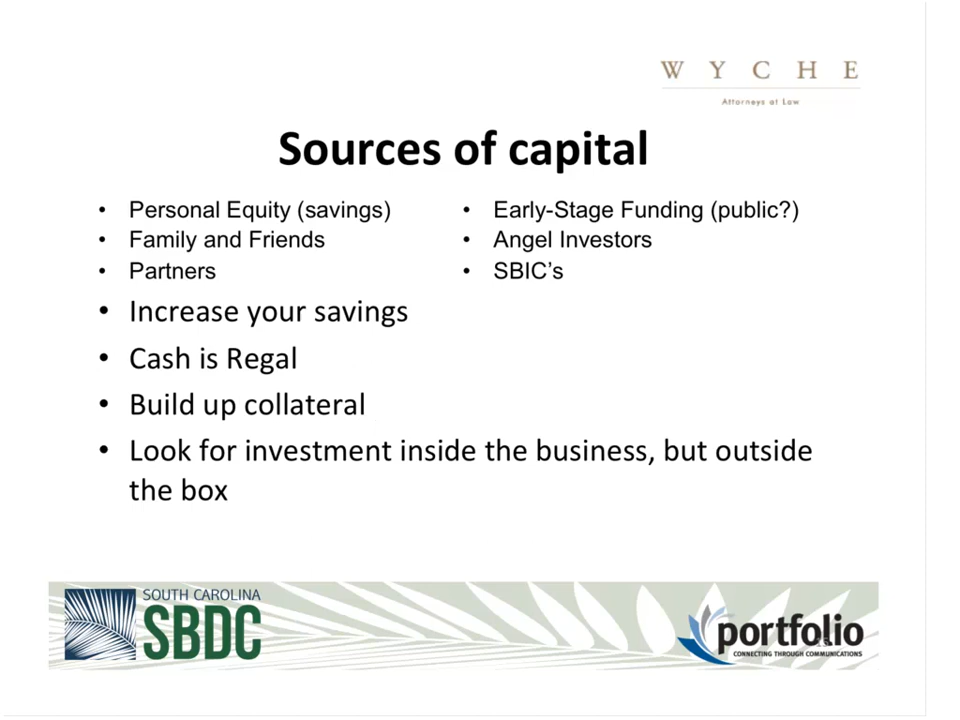 WYCHE
Attorneys at Law
Sources of capital
• Personal Equity (savings)
• Family and Friends
• Partners
• Early-Stage Funding (public?)
• Angel Investors
• SBIC’s
• Increase your savings
• Cash is Regal
• Build up collateral
• Look for investment inside the business, but outside
the box
SOUTH CAROLINA
SBDC
portfolio
CONNECTING THROUGH COMMUNICATIONS